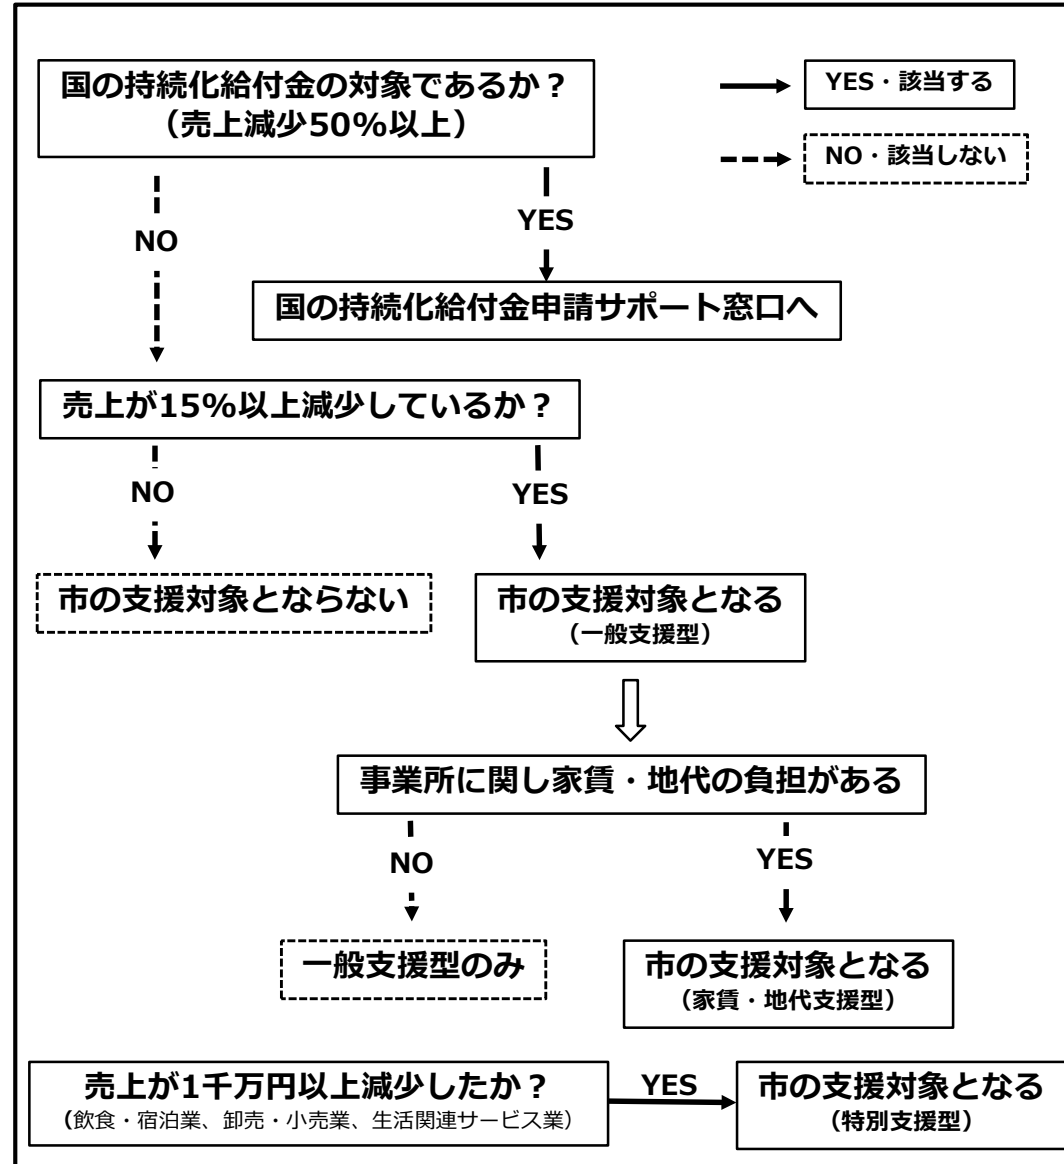 国の持続化給付金の対象であるか？
（売上減少50％以上）
YES・該当する
NO・該当しない
NO
YES
国の持続化給付金申請サポート窓口へ
売上が15％以上減少しているか？
NO
YES
市の支援対象とならない
市の支援対象となる
（一般支援型）
事業所に関し家賃・地代の負担がある
NO
YES
一般支援型のみ
市の支援対象となる
（家賃・地代支援型）
売上が1千万円以上減少したか？
（飲食・宿泊業、卸売・小売業、生活関連サービス業）
YES
市の支援対象となる
（特別支援型）